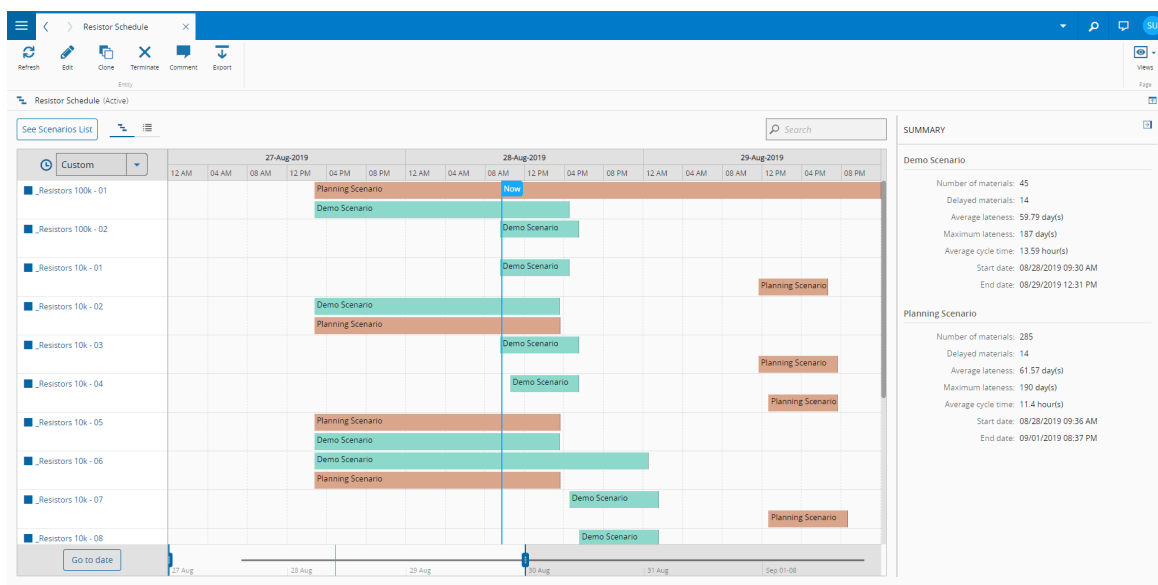 Resistor Schedule
SU
Refresh Edit Clone Terminate Comment Export Views
Entity Page
Resistor Schedule (Active)
See Scenarios List
Search
SUMMARY
Custom
27-Aug-2019 28-Aug-2019 29-Aug-2019
12 AM 04 AM 08 AM 12 PM 04 PM 08 PM 12 AM 04 AM 08 AM 12 PM 04 PM 08 PM 12 AM 04 AM 08 AM 12 PM 04 PM 08 PM
_Resistors 100k - 01
Planning Scenario
Now
Demo Scenario
_Resistors 100k - 02
Demo Scenario
_Resistors 10k - 01
Demo Scenario
Planning Scenario
_Resistors 10k - 02
Demo Scenario
Planning Scenario
_Resistors 10k - 03
Demo Scenario
Planning Scenario
_Resistors 10k - 04
Demo Scenario
Planning Scenario
_Resistors 10k - 05
Planning Scenario
Demo Scenario
_Resistors 10k - 06
Demo Scenario
Planning Scenario
_Resistors 10k - 07
Demo Scenario
Planning Scenario
_Resistors 10k - 08
Demo Scenario
Go to date
27 Aug 28 Aug 29 Aug 30 Aug 31 Aug Sep 01-08
Demo Scenario
Number of materials: 45
Delayed materials: 14
Average lateness: 59.79 day(s)
Maximum lateness: 187 day(s)
Average cycle time: 13.59 hour(s)
Start date: 08/28/2019 09:30 AM
End date: 08/29/2019 12:31 PM
Planning Scenario
Number of materials: 285
Delayed materials: 14
Average lateness: 61.57 day(s)
Maximum lateness: 190 day(s)
Average cycle time: 11.4 hour(s)
Start date: 08/28/2019 09:36 AM
End date: 09/01/2019 08:37 PM